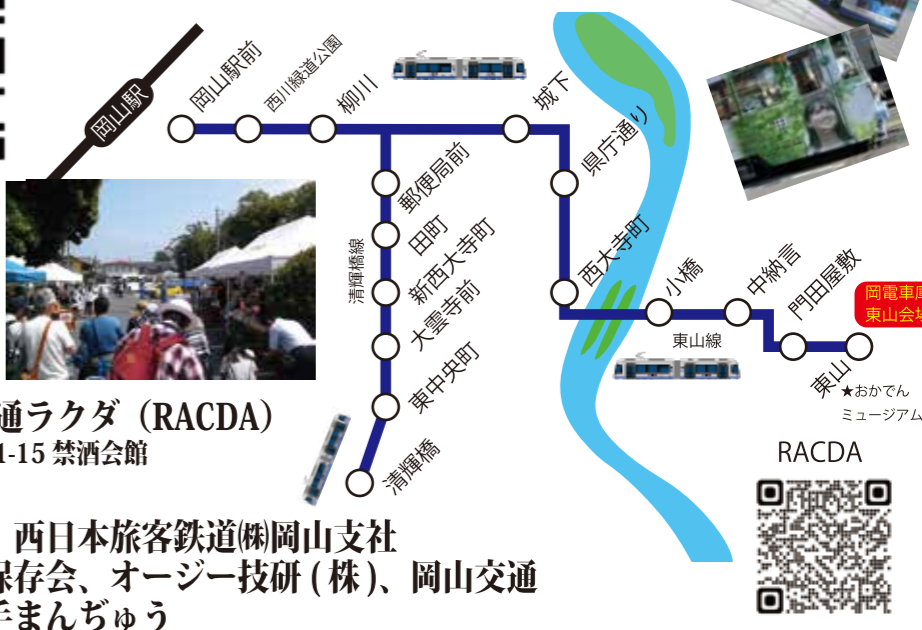 岡山駅
岡山駅前
西川緑道公園
柳川
城下
県庁通り
西大寺町
小橋
中納言
門田屋敷
東山
東山線
郵便局前
田町
新西大寺町
大雲寺前
東中央町
清輝橋
清輝橋線
岡電車庫
東山会場
★おかでん
ミュージアム
RACDA
通ラクダ（RACDA）
1-15 禁酒会館
西日本旅客鉄道㈱岡山支社
保存会、オージー技研 ( 株 )、岡山交通
手まんぢゅう